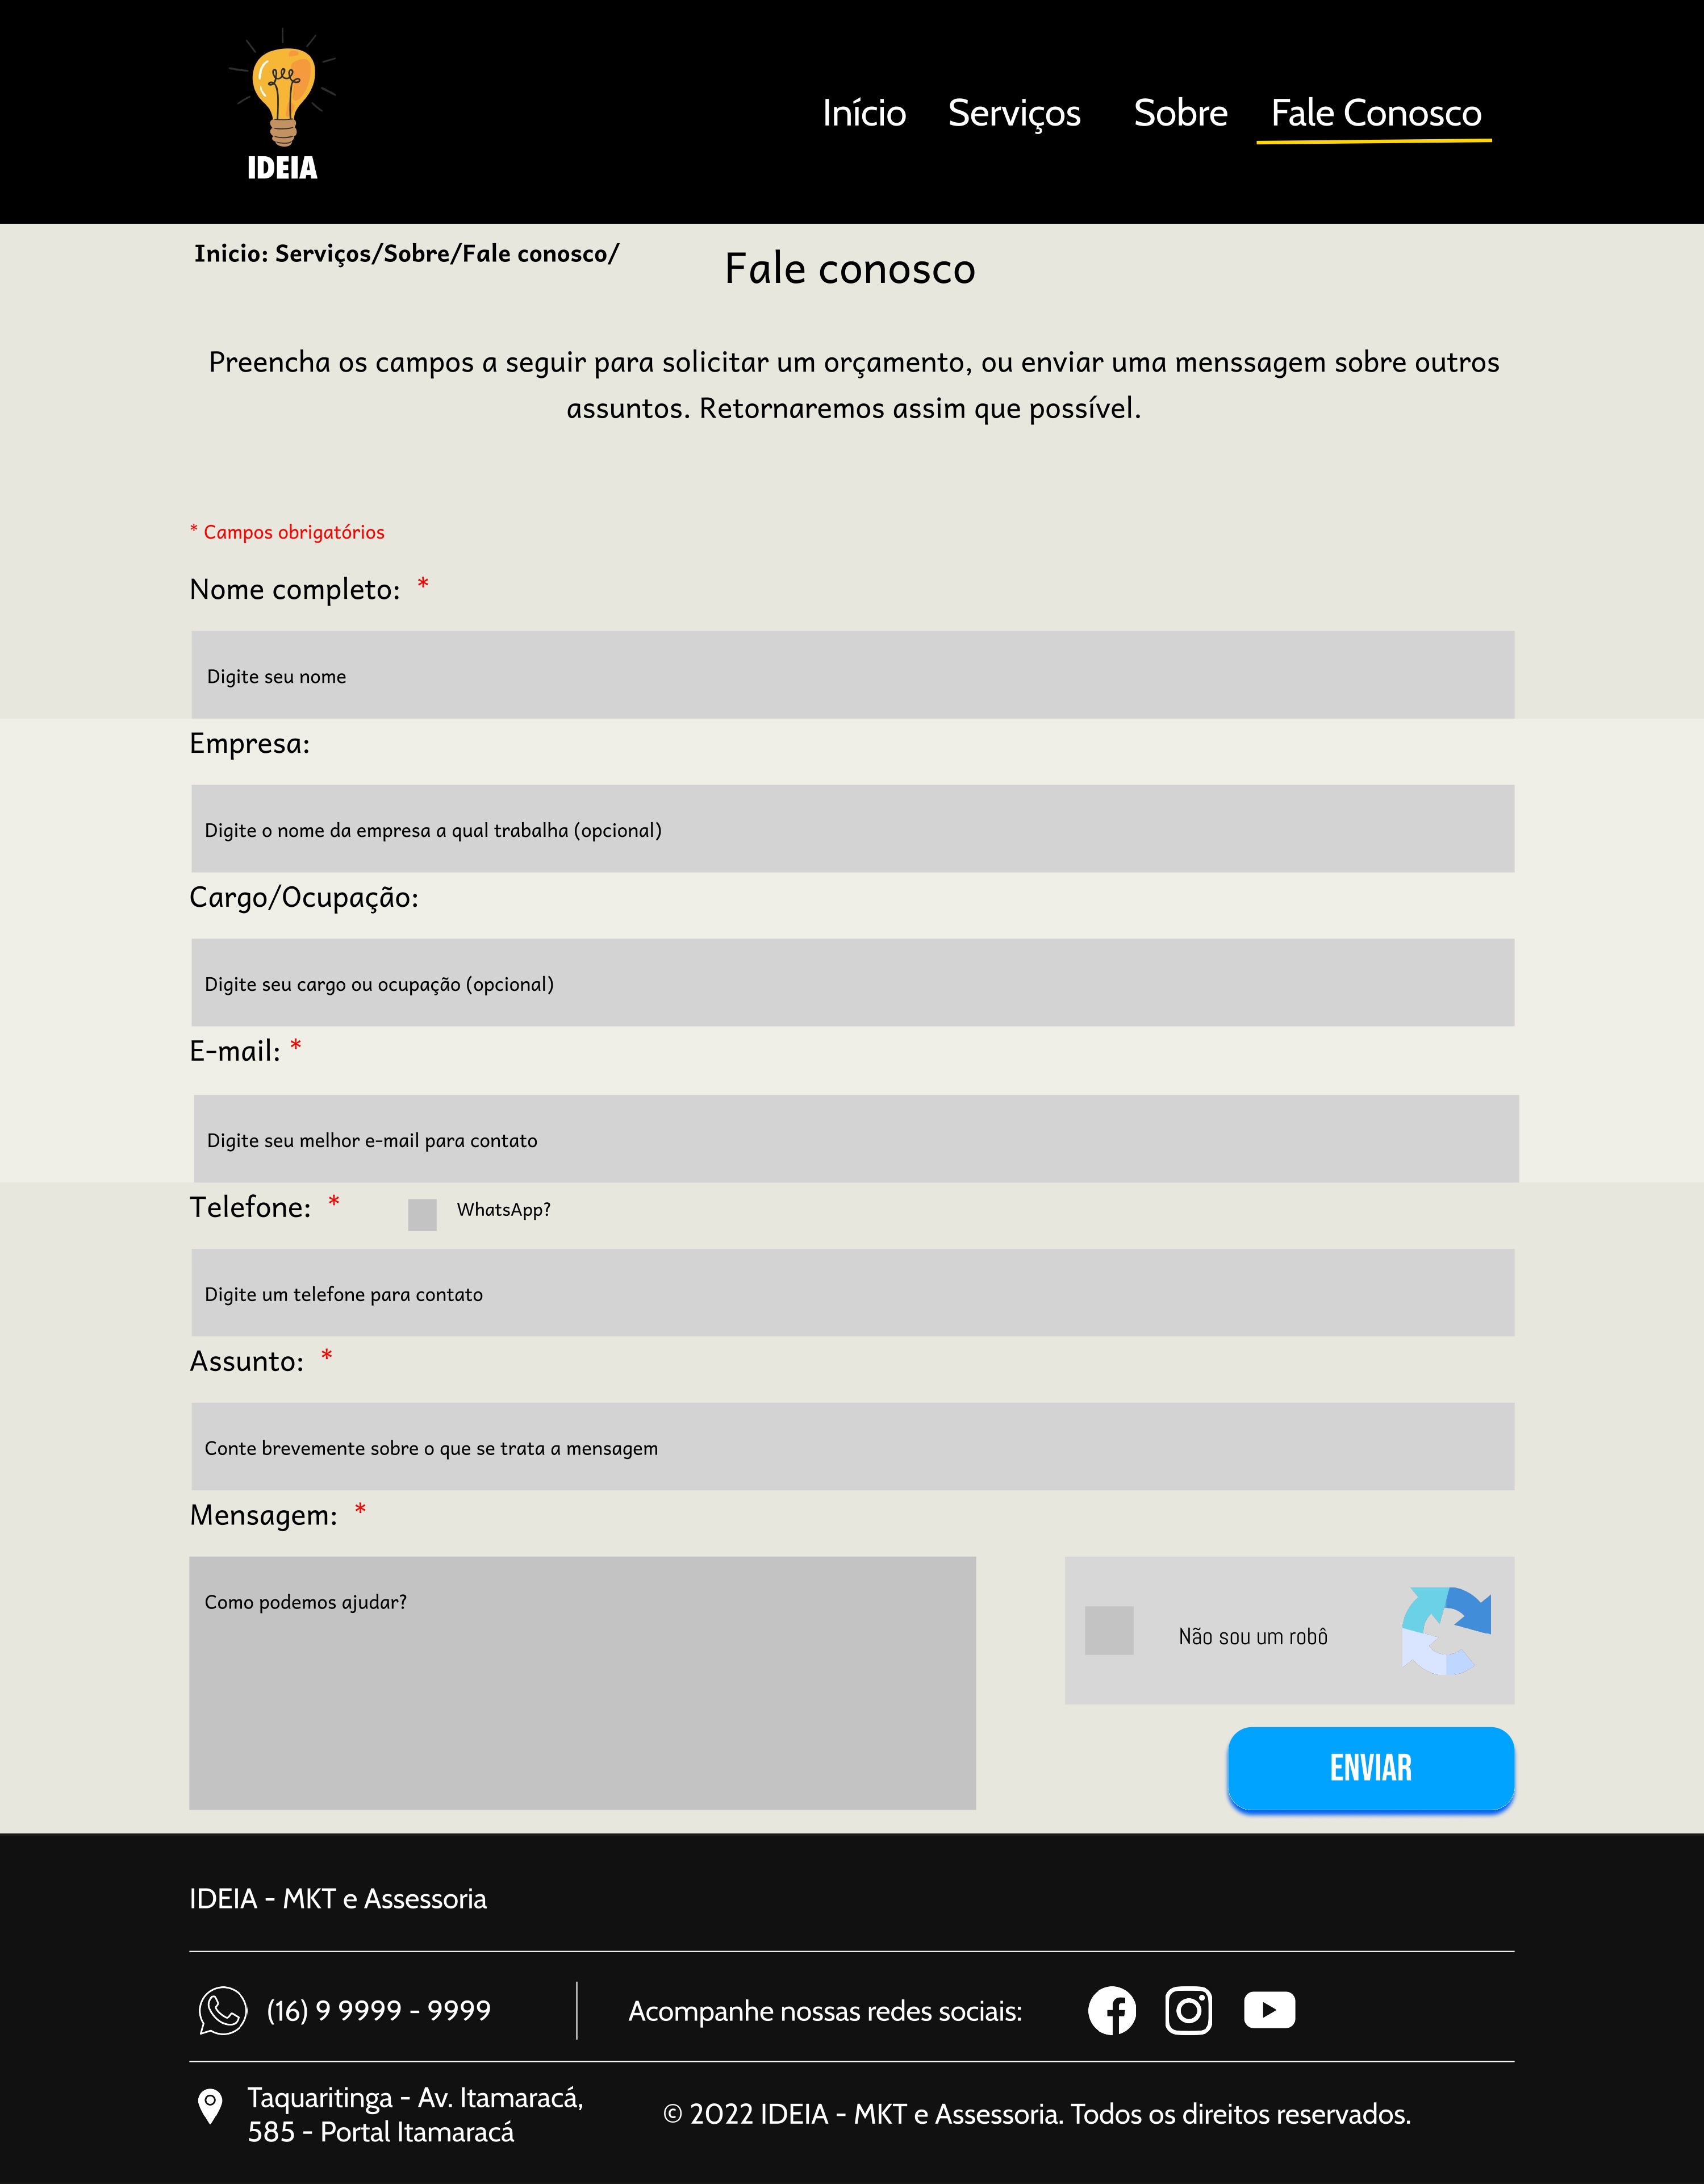 IDEIA
Início Serviços Sobre Fale Conosco
Inicio: Serviços/Sobre/Fale conosco/
Fale conosco
Preencha os campos a seguir para solicitar um orçamento, ou enviar uma menssagem sobre outros
assuntos. Retornaremos assim que possível.
* Campos obrigatórios
Nome completo: *
Digite seu nome
Empresa:
Digite o nome da empresa a qual trabalha (opcional)
Cargo/Ocupação:
Digite seu cargo ou ocupação (opcional)
E-mail: *
Digite seu melhor e-mail para contato
Telefone: * WhatsApp?
Digite um telefone para contato
Assunto: *
Conte brevemente sobre o que se trata a mensagem
Mensagem: *
Como podemos ajudar?
Não sou um robô
ENVIAR
IDEIA - MKT e Assessoria
(16) 9 9999 - 9999
Acompanhe nossas redes sociais:
Taquaritinga - Av. Itamaracá,
585 - Portal Itamaracá
© 2022 IDEIA - MKT e Assessoria. Todos os direitos reservados.